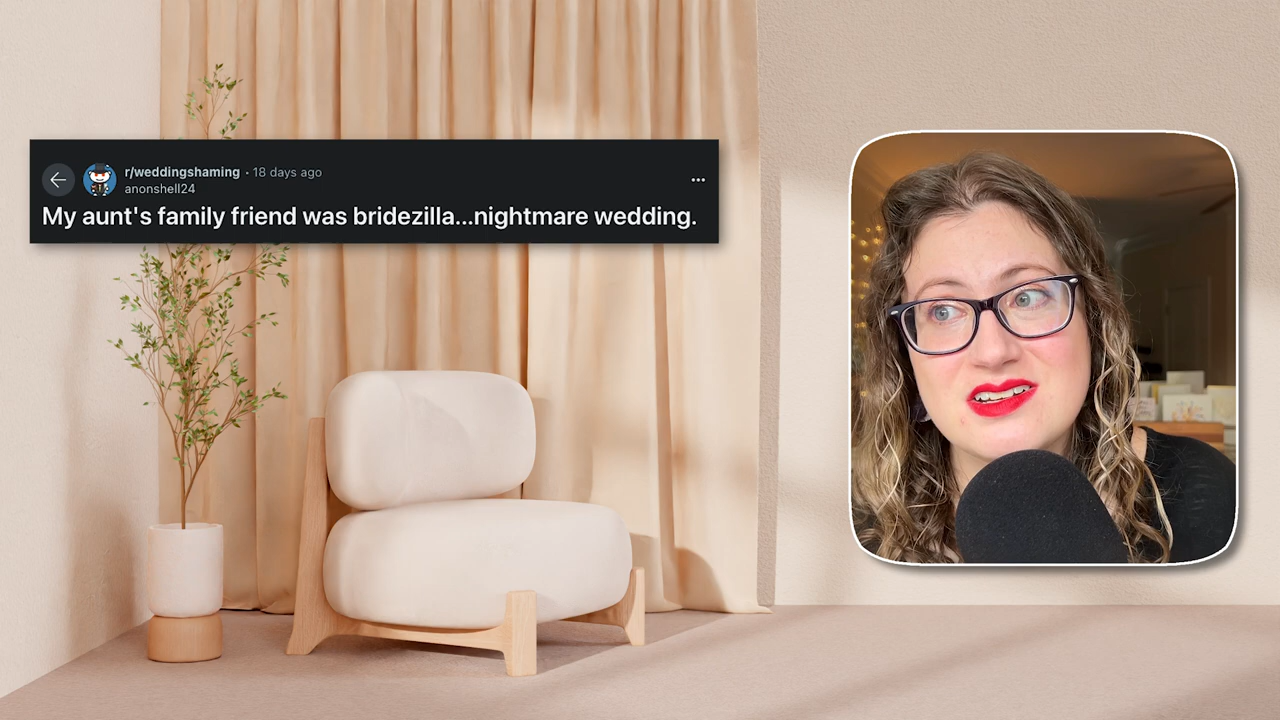 r/weddingshaming · 18 days ago
anonshell24
My aunt's family friend was bridezilla...nightmare wedding.